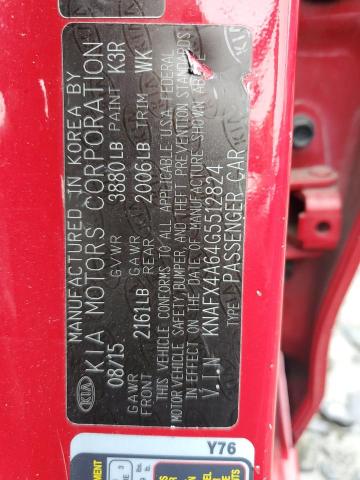 MANUFACTURED IN KOREA BY
KIA MOTORS CORPORATION
08/15 GVWR 3880LB PAINT K3R
GAWR FRONT 2161LB GAWR REAR 2006LB TRIM WK
THIS VEHICLE CONFORMS TO ALL APPLICABLE U.S.A. FEDERAL
MOTOR VEHICLE SAFETY, BUMPER, AND THEFT PREVENTION STANDARDS
IN EFFECT ON THE DATE OF MANUFACTURE SHOWN ABOVE
V.I.N KNAFX4A64G5512824
TYPE: PASSENGER CAR
KIA
Y76